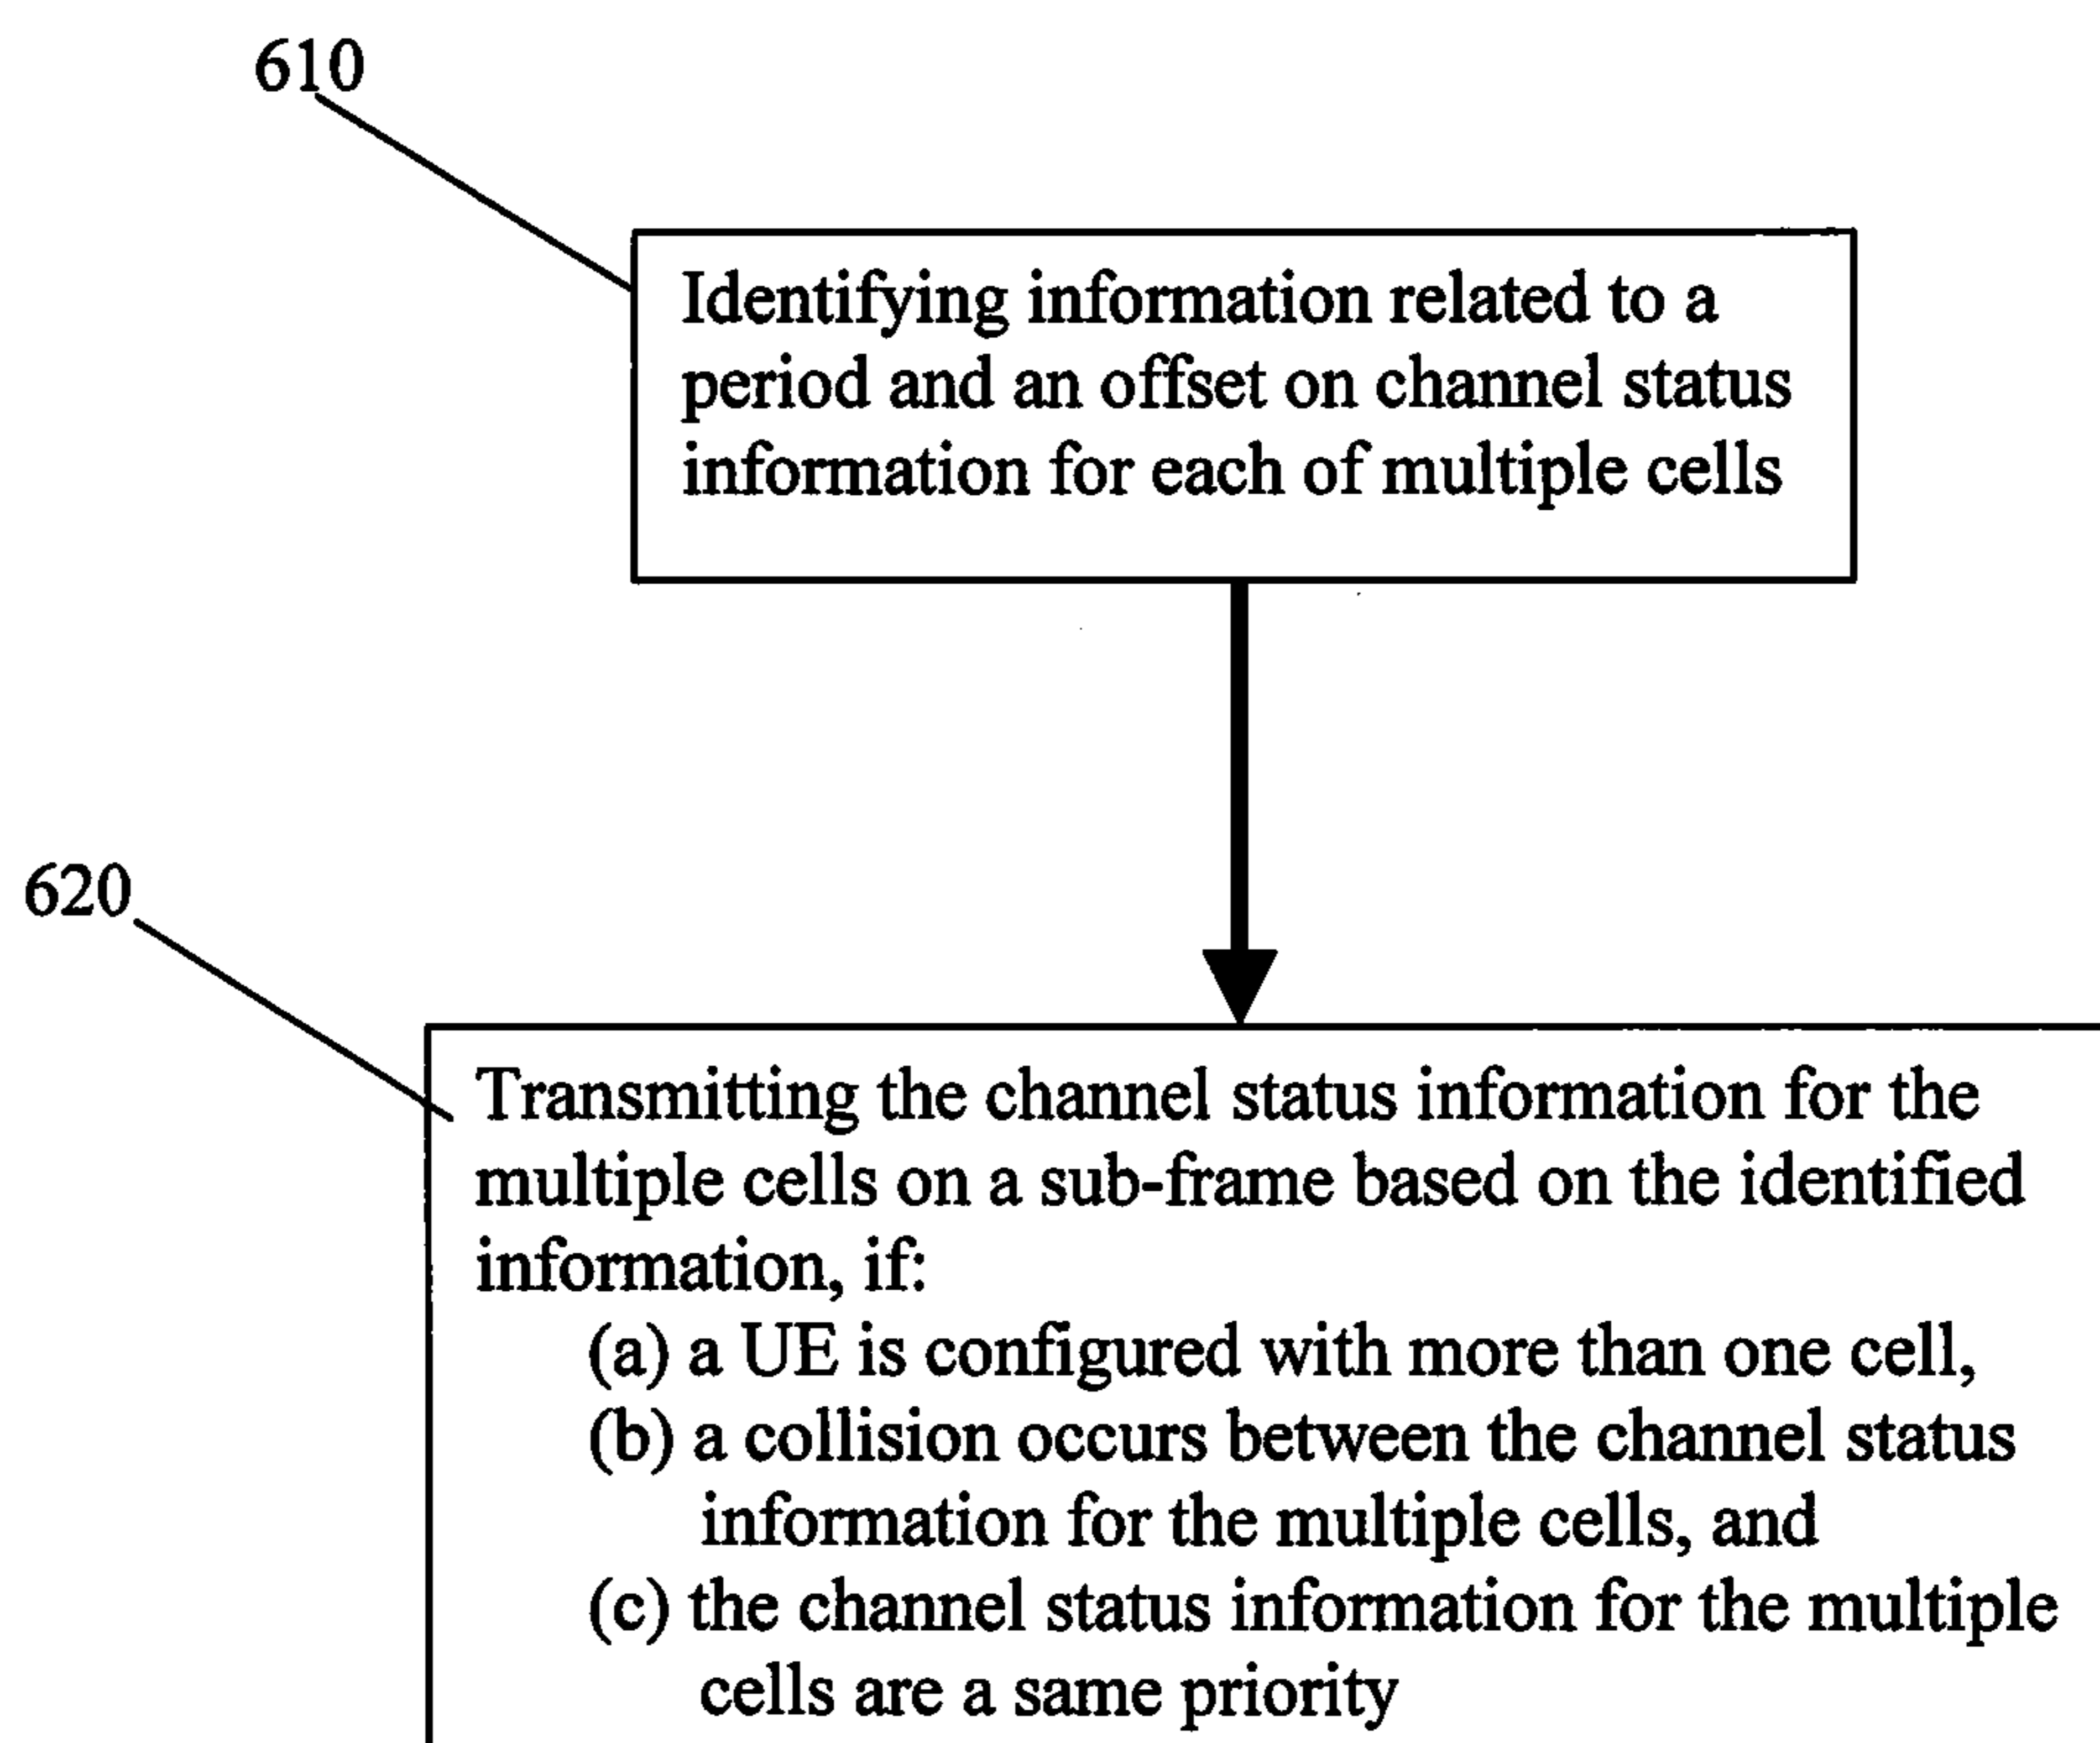 610
Identifying information related to a
period and an offset on channel status
information for each of multiple cells
620
Transmitting the channel status information for the
multiple cells on a sub-frame based on the identified
information, if:
(a) a UE is configured with more than one cell,
(b) a collision occurs between the channel status
information for the multiple cells, and
(c) the channel status information for the multiple
cells are a same priority